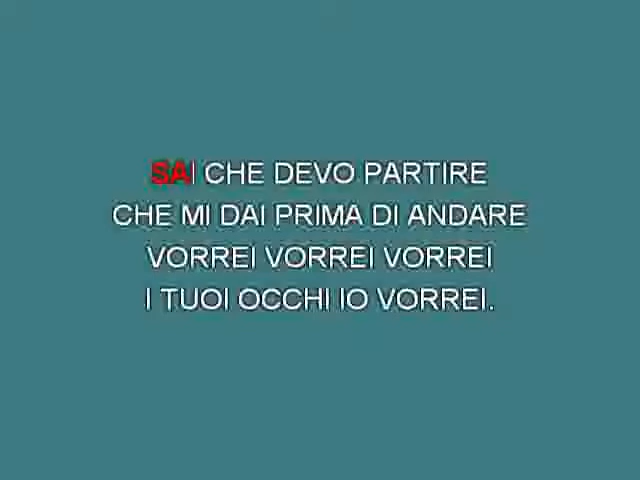 SAI CHE DEVO PARTIRE
CHE MI DAI PRIMA DI ANDARE
VORREI VORREI VORREI
I TUOI OCCHI IO VORREI.